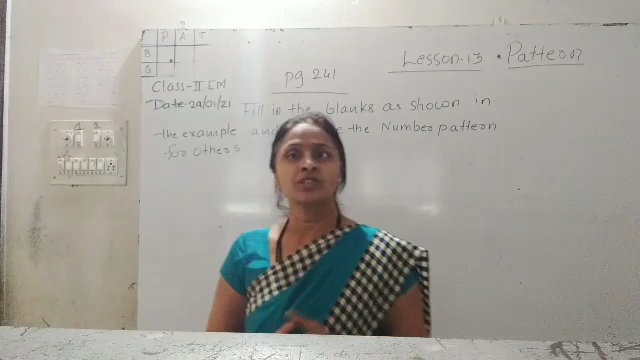 P A T
B
G
Lesson-13 . Pattern
Class-II EM
pg 241
Date-29/01/21 Fill in the blanks as shown in
the example and the Number pattern
for others